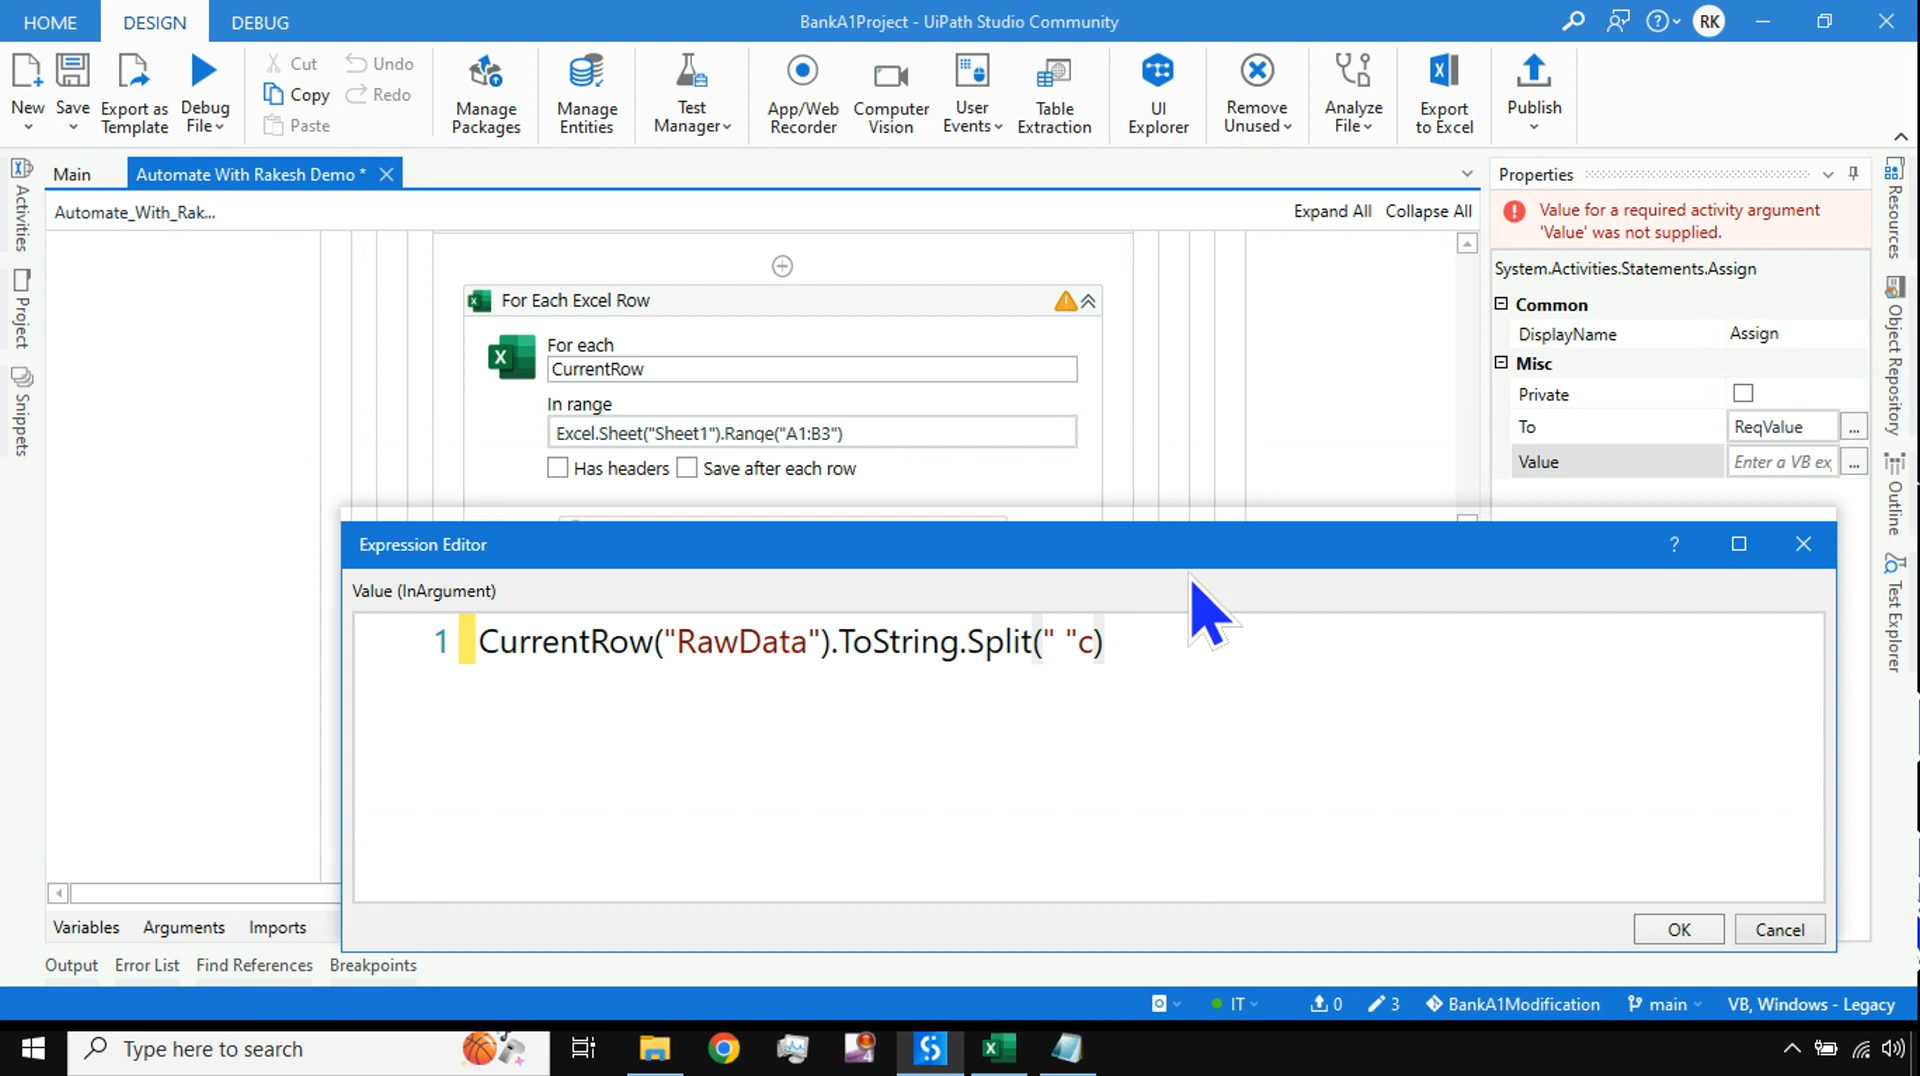 HOME DESIGN DEBUG BankA1Project - UiPath Studio Community RK
New Save Export as Template Debug File Cut Copy Paste Undo Redo Manage Packages Manage Entities Test Manager App/Web Recorder Computer Vision User Events Table Extraction UI Explorer Remove Unused Analyze File Export to Excel Publish
Main Automate With Rakesh Demo *
Automate_With_Rak... Expand All Collapse All
Activities
Project
Snippets
For Each Excel Row
For each
CurrentRow
In range
Excel.Sheet("Sheet1").Range("A1:B3")
Has headers Save after each row
Properties
Value for a required activity argument
'Value' was not supplied.
System.Activities.Statements.Assign
Common
DisplayName Assign
Misc
Private
To ReqValue ...
Value Enter a VB ex ...
Resources
Object Repository
Outline
Test Explorer
Expression Editor ?
Value (InArgument)
1 CurrentRow("RawData").ToString.Split(" "c)
OK Cancel
Variables Arguments Imports
Output Error List Find References Breakpoints
IT 0 3 BankA1Modification main VB, Windows - Legacy
Type here to search